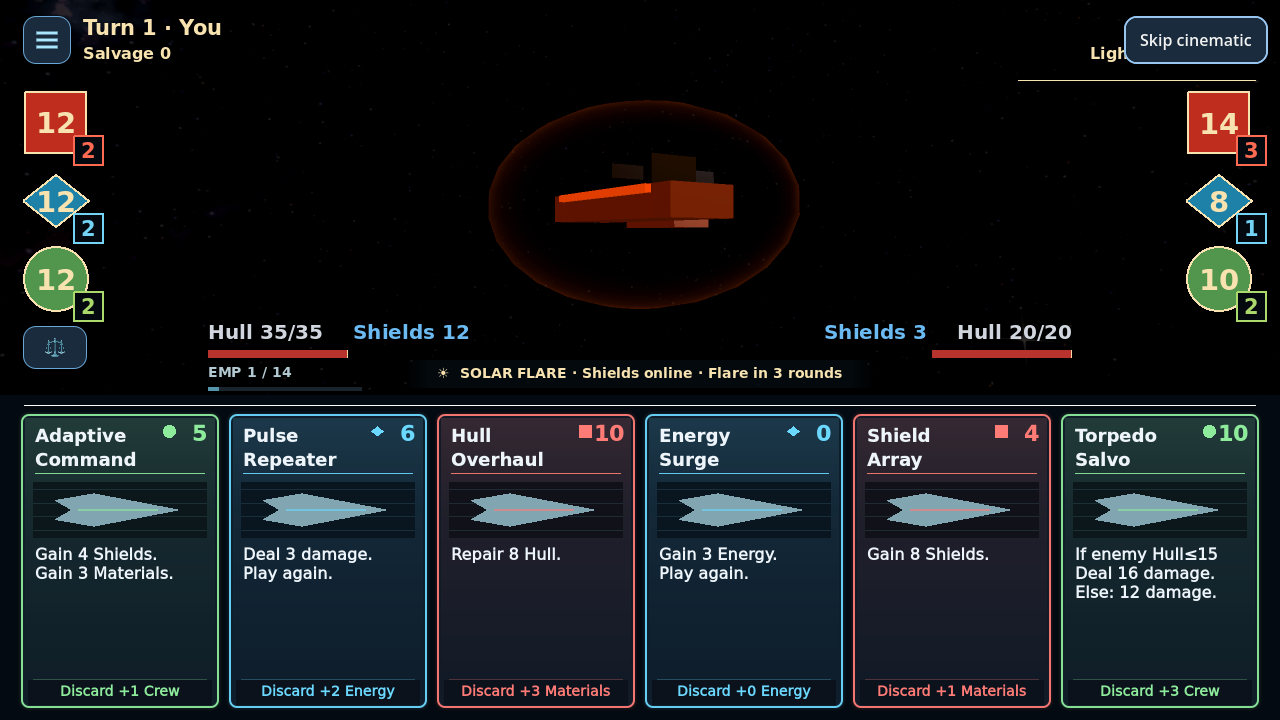 Turn 1 · You
Salvage 0
Skip cinematic
12
2
12
2
12
2
14
3
8
1
10
2
Hull 35/35 Shields 12
Shields 3 Hull 20/20
EMP 1 / 14
☀ SOLAR FLARE · Shields online · Flare in 3 rounds
Adaptive
Command
5
Gain 4 Shields.
Gain 3 Materials.
Discard +1 Crew
Pulse
Repeater
6
Deal 3 damage.
Play again.
Discard +2 Energy
Hull
Overhaul
10
Repair 8 Hull.
Discard +3 Materials
Energy
Surge
0
Gain 3 Energy.
Play again.
Discard +0 Energy
Shield
Array
4
Gain 8 Shields.
Discard +1 Materials
Torpedo
Salvo
10
If enemy Hull≤15
Deal 16 damage.
Else: 12 damage.
Discard +3 Crew